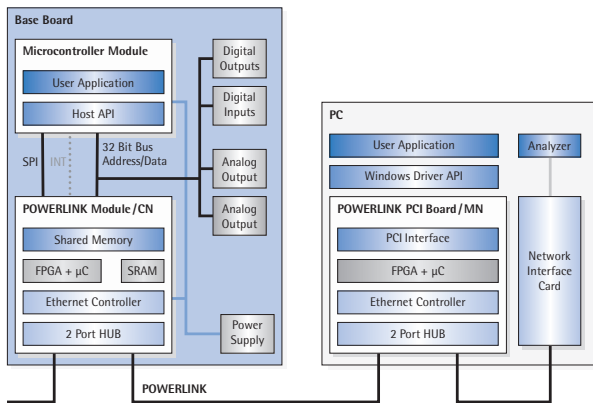 Base Board
Microcontroller Module
User Application
Host API
SPI
INT
32 Bit Bus
Address/Data
Digital
Outputs
Digital
Inputs
Analog
Output
Analog
Output
POWERLINK Module/CN
Shared Memory
FPGA + µC
SRAM
Ethernet Controller
2 Port HUB
Power
Supply
PC
User Application
Analyzer
Windows Driver API
POWERLINK PCI Board/MN
PCI Interface
FPGA + µC
Ethernet Controller
2 Port HUB
Network
Interface
Card
POWERLINK